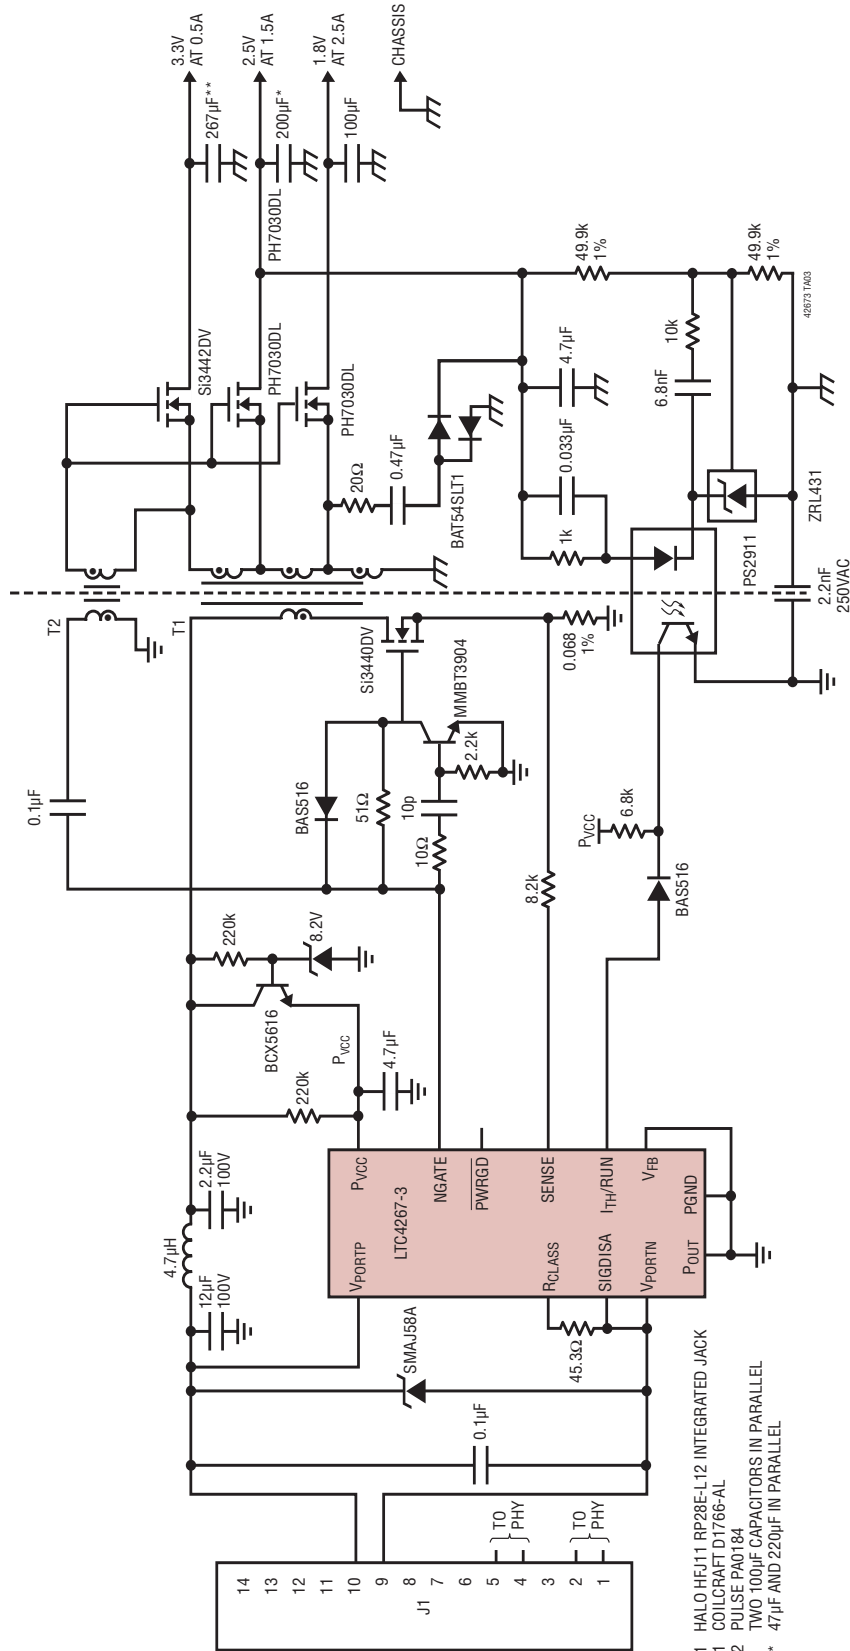 3.3V
AT 0.5A
2.5V
AT 1.5A
1.8V
AT 2.5A
CHASSIS
267µF**
200µF*
100µF
PH7030DL
Si3442DV
PH7030DL
PH7030DL
20Ω
0.47µF
BAT54SLT1
49.9k
1%
49.9k
1%
42673 TA03
10k
6.8nF
4.7µF
0.033µF
1k
ZRL431
PS2911
2.2nF
250VAC
T2
T1
Si3440DV
0.068
1%
MMBT3904
2.2k
0.1µF
BAS516
51Ω
10p
10Ω
PVCC
6.8k
8.2k
BAS516
220k
8.2V
BCX5616
PVCC
220k
4.7µF
4.7µH
2.2µF
100V
12µF
100V
PVCC
NGATE
PWRGD
SENSE
ITH/RUN
VFB
LTC4267-3
VPORTP
RCLASS
SIGDISA
VPORTN
POUT
PGND
SMAJ58A
45.3Ω
0.1µF
14
13
12
11
10
9
8
7
6
5
4
3
2
1
J1
TO
PHY
TO
PHY
1 HALO HFJ11 RP28E-L12 INTEGRATED JACK
1 COILCRAFT D1766-AL
2 PULSE PA0184
TWO 100µF CAPACITORS IN PARALLEL
* 47µF AND 220µF IN PARALLEL